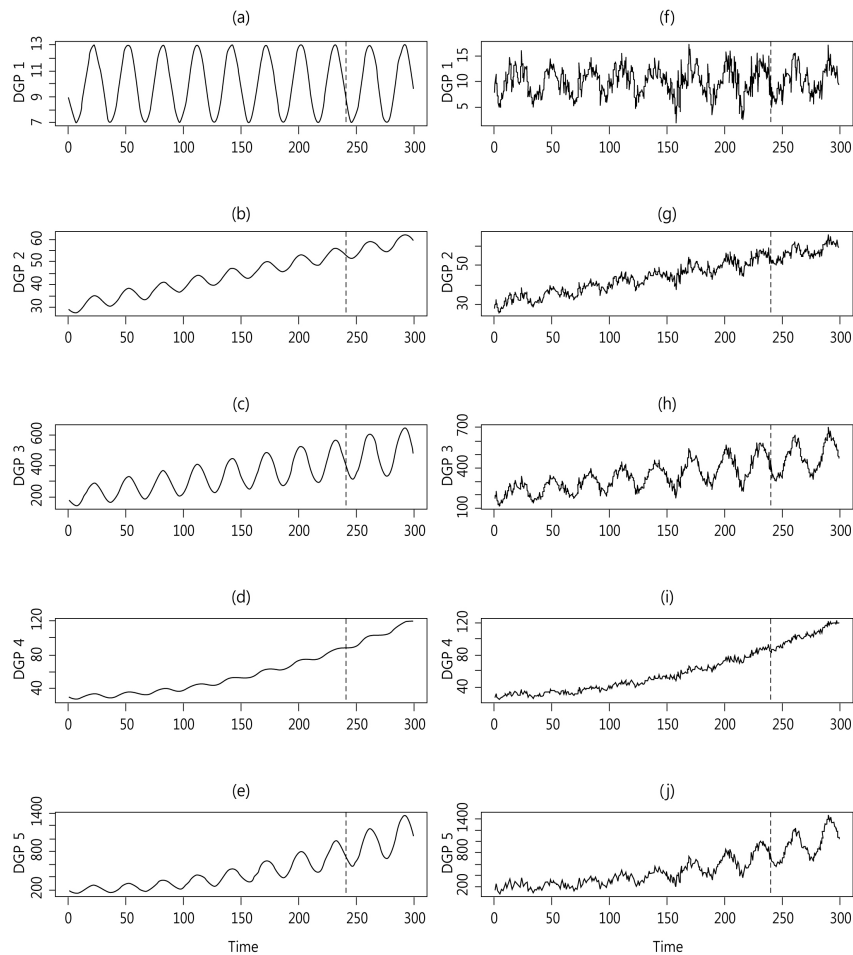 (a)
DGP 1
7 9 11 13
0 50 100 150 200 250 300
(f)
DGP 1
5 10 15
0 50 100 150 200 250 300
(b)
DGP 2
30 40 50 60
0 50 100 150 200 250 300
(g)
DGP 2
30 50
0 50 100 150 200 250 300
(c)
DGP 3
200 400 600
0 50 100 150 200 250 300
(h)
DGP 3
100 400 700
0 50 100 150 200 250 300
(d)
DGP 4
40 80 120
0 50 100 150 200 250 300
(i)
DGP 4
40 80 120
0 50 100 150 200 250 300
(e)
DGP 5
200 800 1400
0 50 100 150 200 250 300
Time
(j)
DGP 5
200 800 1400
0 50 100 150 200 250 300
Time